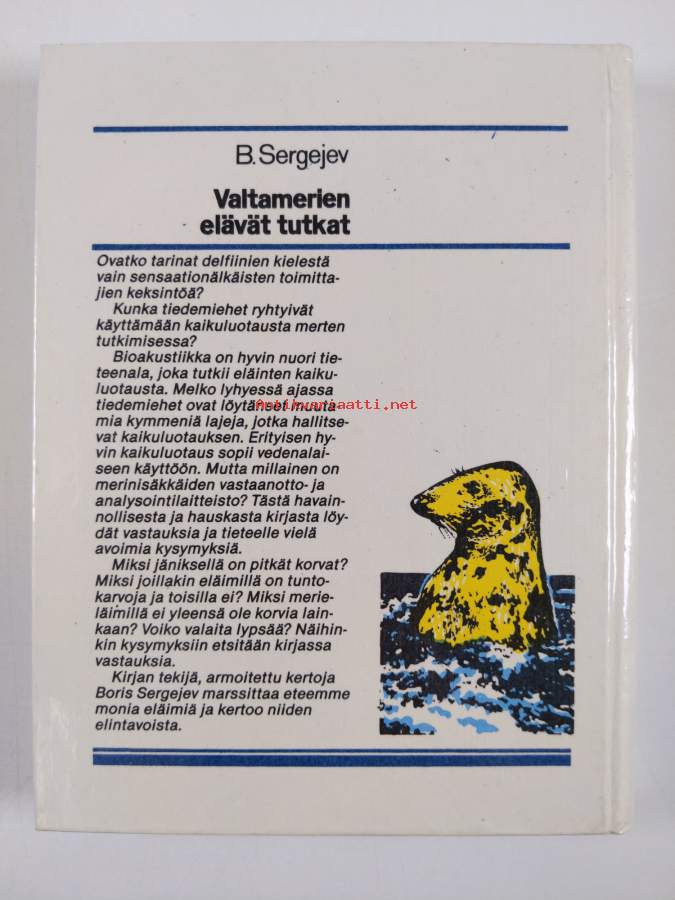 B. Sergejev
Valtamerien
elävät tutkat
Ovatko tarinat delfiinien kielestä
vain sensaationälkäisten toimitta-
jien keksintöä?
Kunka tiedemiehet ryhtyivät
käyttämään kaikuluotausta merten
tutkimisessa?
Bioakustiikka on hyvin nuori tie-
teenala, joka tutkii eläinten kaiku-
luotausta. Melko lyhyessä ajassa
tiedemiehet ovat löytäneet muuta-
Antikvariaatti.net
mia kymmeniä lajeja, jotka hallitse-
vat kaikuluotauksen. Erityisen hy-
vin kaikuluotaus sopii vedenalai-
seen käyttöön. Mutta millainen on
merinisäkkäiden vastaanotto- ja
analysointilaitteisto? Tästä havain-
nollisesta ja hauskasta kirjasta löy-
dät vastauksia ja tieteelle vielä
avoimia kysymyksiä.
Miksi jäniksellä on pitkät korvat?
Miksi joillakin eläimillä on tunto-
karvoja ja toisilla ei? Miksi merie-
läimillä ei yleensä ole korvia lain-
kaan? Voiko valaita lypsää? Näihin-
kin kysymyksiin etsitään kirjassa
vastauksia.
Kirjan tekijä, armoitettu kertoja
Boris Sergejev marssittaa eteemme
monia eläimiä ja kertoo niiden
elintavoista.